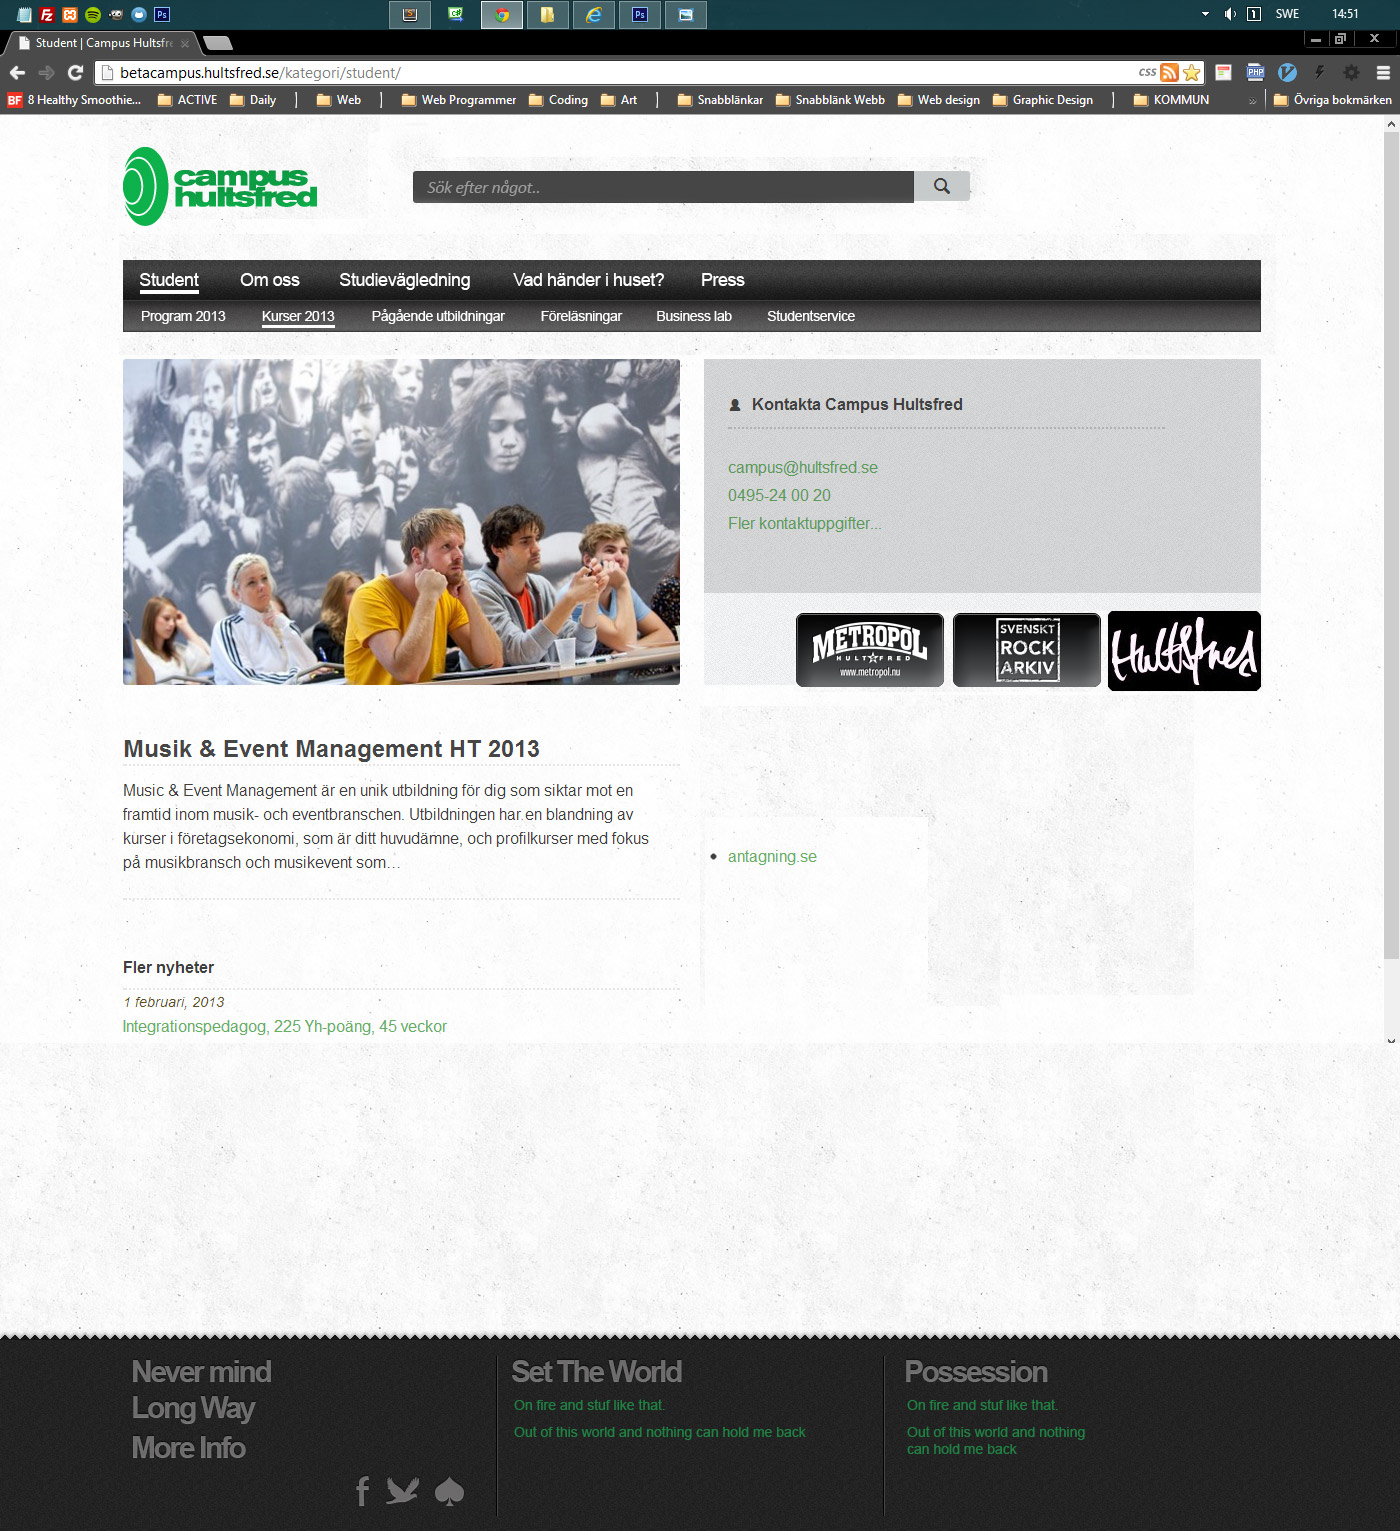 SWE
14:51
Student | Campus Hultsfre
betacampus.hultsfred.se/kategori/student/
css
PHP
BF 8 Healthy Smoothie... ACTIVE Daily ] Web ] Web Programmer Coding Art ] Snabblänkar Snabblänk Webb Web design Graphic Design ] KOMMUN » Övriga bokmärken
campus
hultsfred
Sök efter något..
Student Om oss Studievägledning Vad händer i huset? Press
Program 2013 Kurser 2013 Pågående utbildningar Föreläsningar Business lab Studentservice
Kontakta Campus Hultsfred
campus@hultsfred.se
0495-24 00 20
Fler kontaktuppgifter...
METROPOL
HULTSFRED
www.metropol.nu
SVENSKT
ROCK
ARKIV
Hultsfred
Musik & Event Management HT 2013
Music & Event Management är en unik utbildning för dig som siktar mot en
framtid inom musik- och eventbranschen. Utbildningen har en blandning av
kurser i företagsekonomi, som är ditt huvudämne, och profilkurser med fokus
på musikbransch och musikevent som…
antagning.se
Fler nyheter
1 februari, 2013
Integrationspedagog, 225 Yh-poäng, 45 veckor
Never mind
Long Way
More Info
Set The World
On fire and stuf like that.
Out of this world and nothing can hold me back
Possession
On fire and stuf like that.
Out of this world and nothing
can hold me back